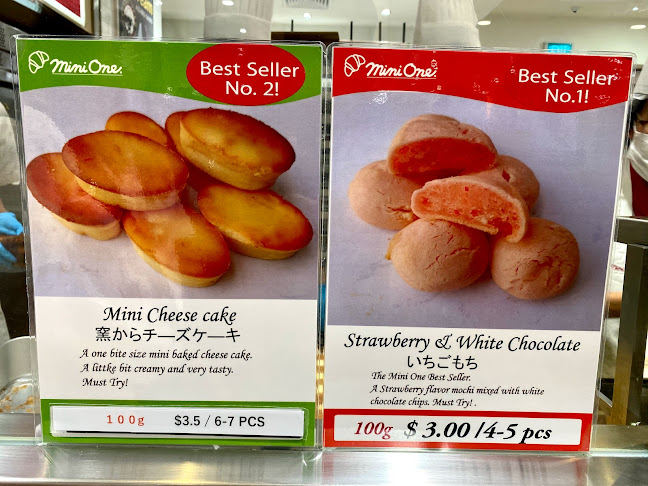 mini One.
Best Seller
No. 2!
Mini Cheese cake
窯からチーズケーキ
A one bite size mini baked cheese cake.
A littke bit creamy and very tasty.
Must Try!
100g $3.5 / 6-7 PCS
mini One.
Best Seller
No.1!
Strawberry & White Chocolate
いちごもち
The Mini One Best Seller.
A Strawberry flavor mochi mixed with white
chocolate chips. Must Try! .
100g $ 3.00 /4-5 pcs